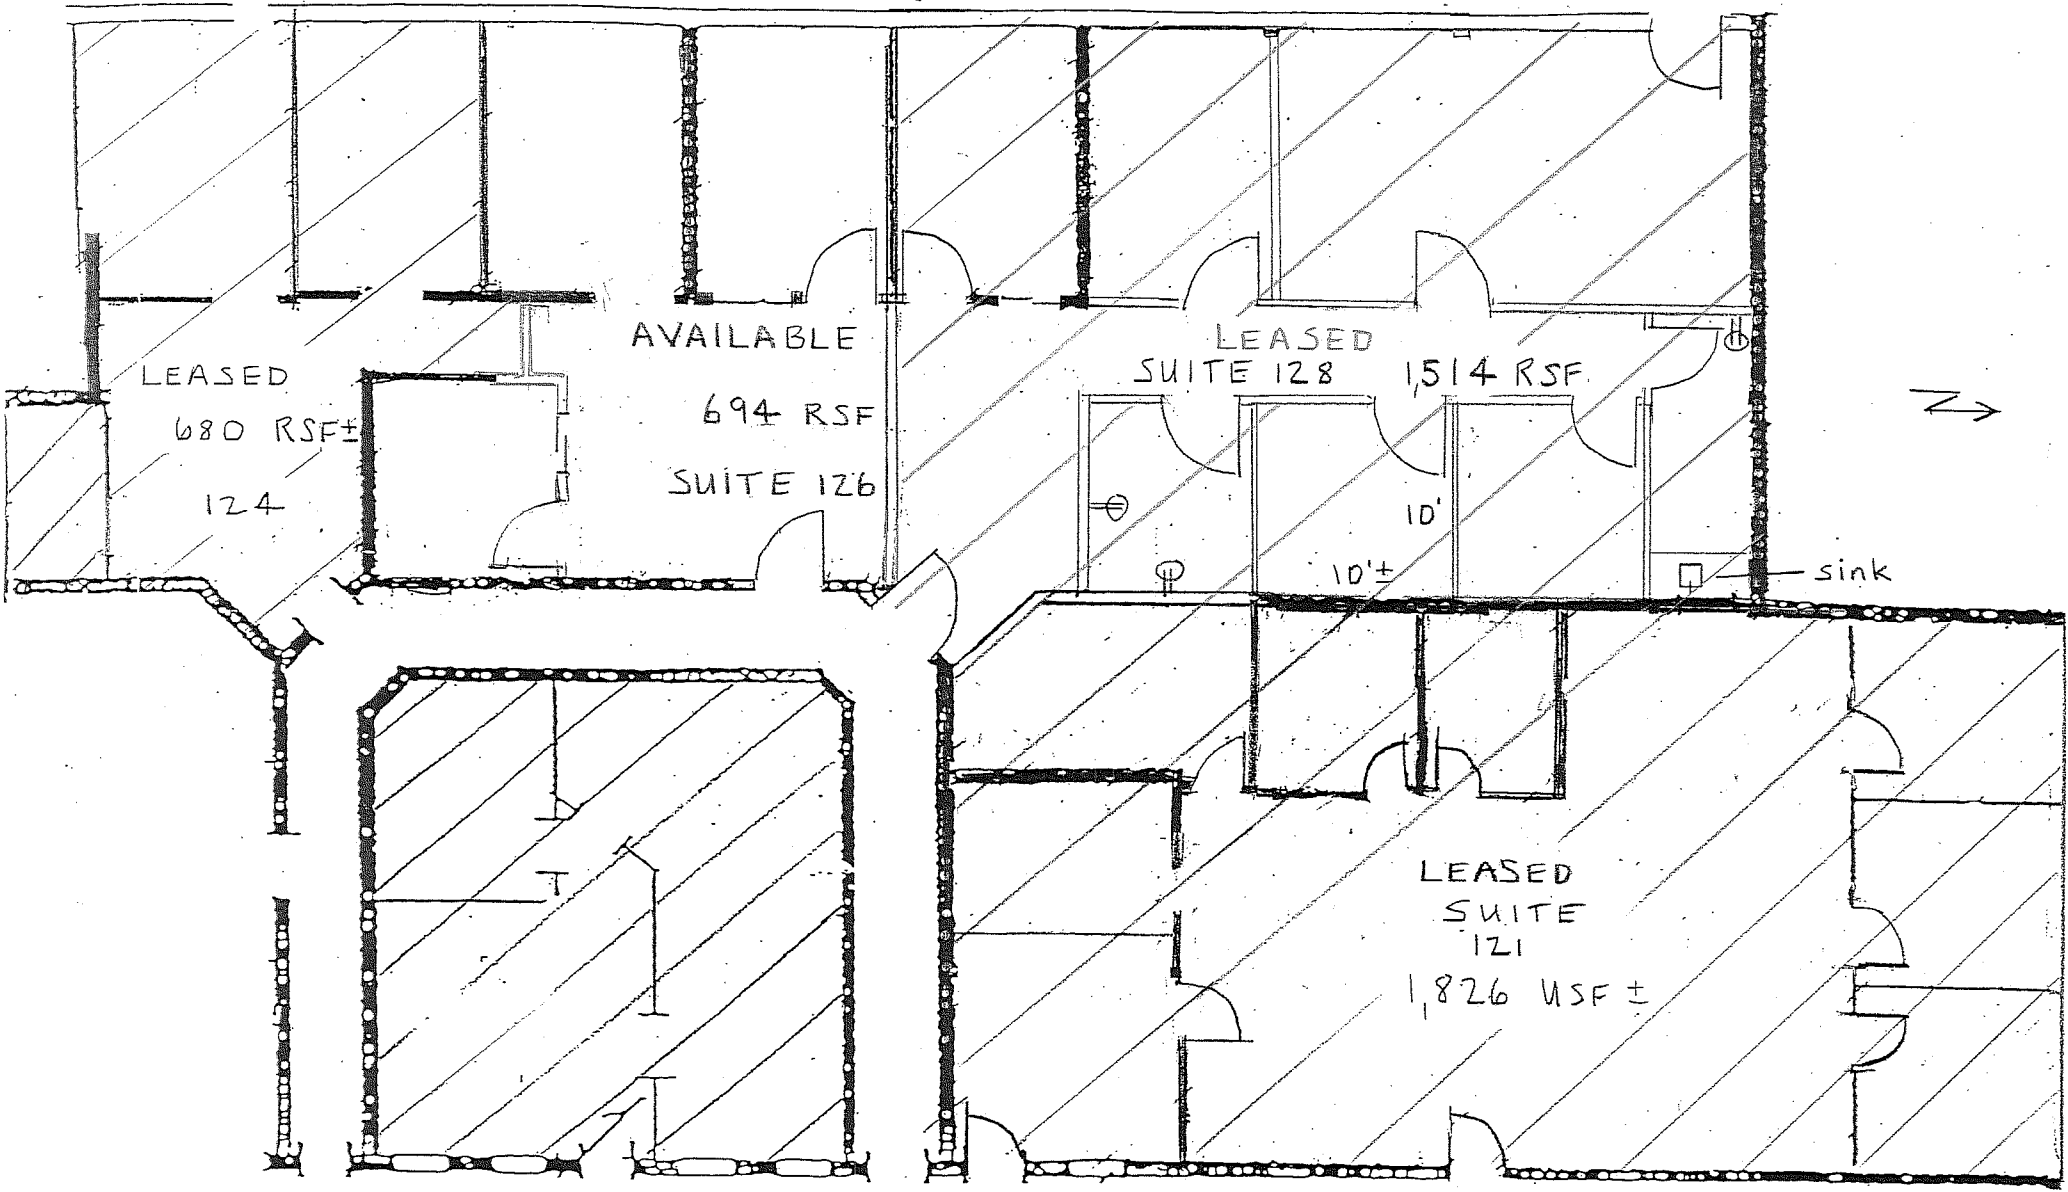 AVAILABLE
694 RSF
SUITE 126
LEASED
SUITE 128 1,514 RSF
LEASED
680 RSF±
124
10'
10'±
sink
LEASED
SUITE
121
1,826 USF ±